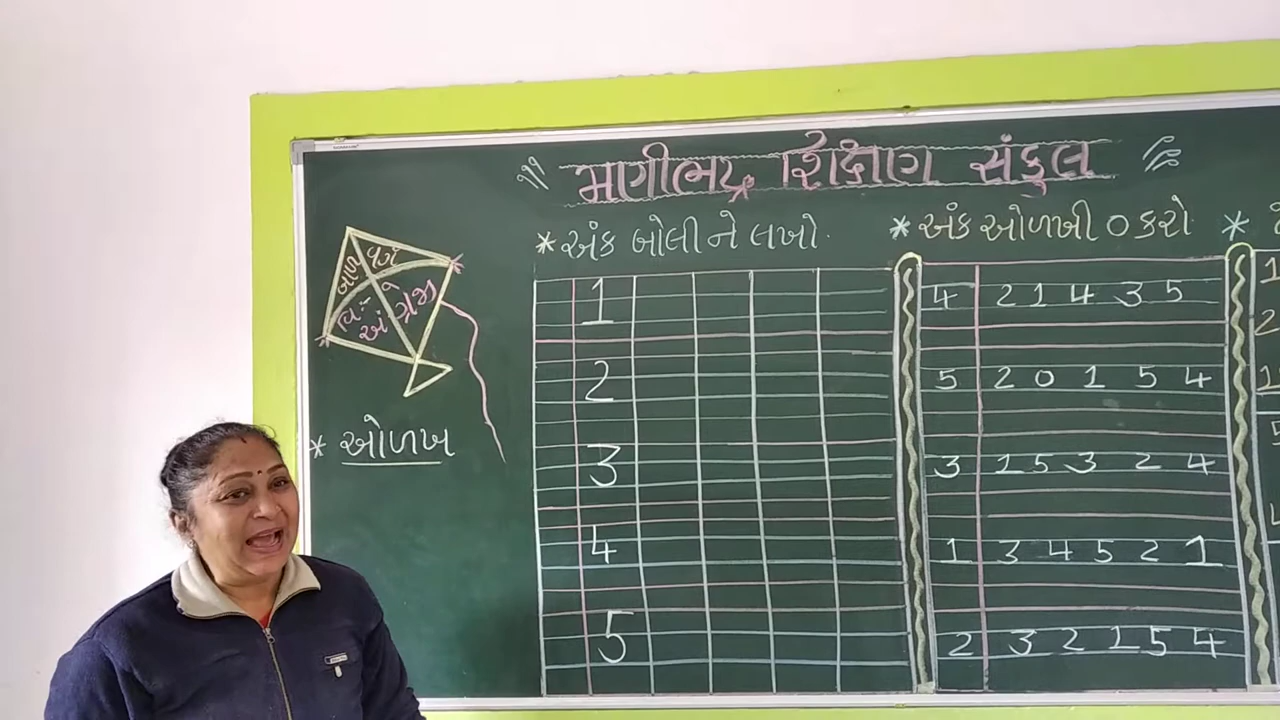 માણીભદ્ર શિક્ષણ સંકુલ
બાળ વર્ગ
વિ:- અંગ્રેજી
* ઓળખ
* અંક બોલી ને લખો.
1
2
3
4
5
* અંક ઓળખી ૦ કરો
4 2 1 4 3 5
5 2 0 1 5 4
3 1 5 3 2 4
1 3 4 5 2 1
2 3 2 1 5 4
*